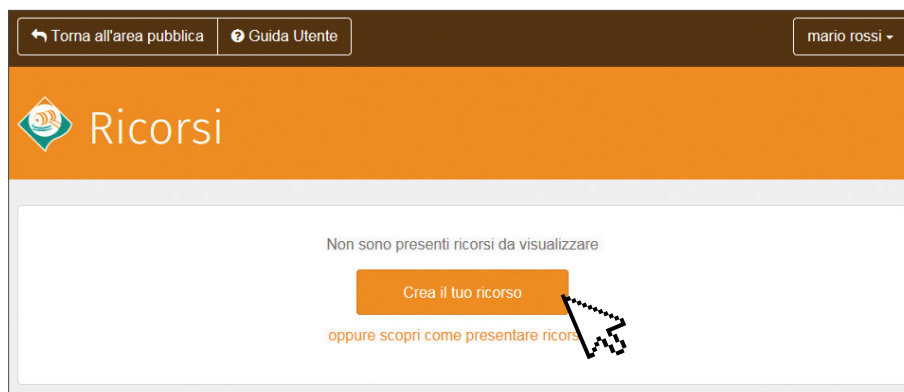 Torna all'area pubblica Guida Utente mario rossi
Ricorsi
Non sono presenti ricorsi da visualizzare
Crea il tuo ricorso
oppure scopri come presentare